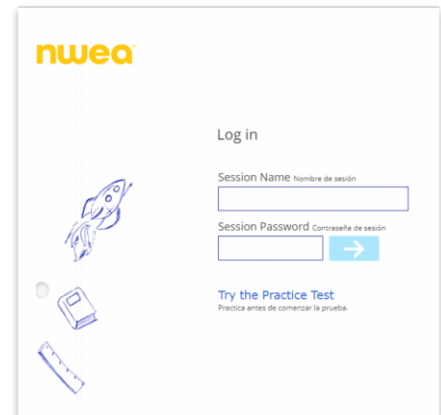 nwea
Log in
Session Name Nombre de sesión
Session Password Contraseña de sesión
Try the Practice Test
Practica antes de comenzar la prueba.